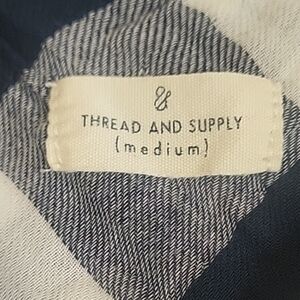 &
THREAD AND SUPPLY
(medium)